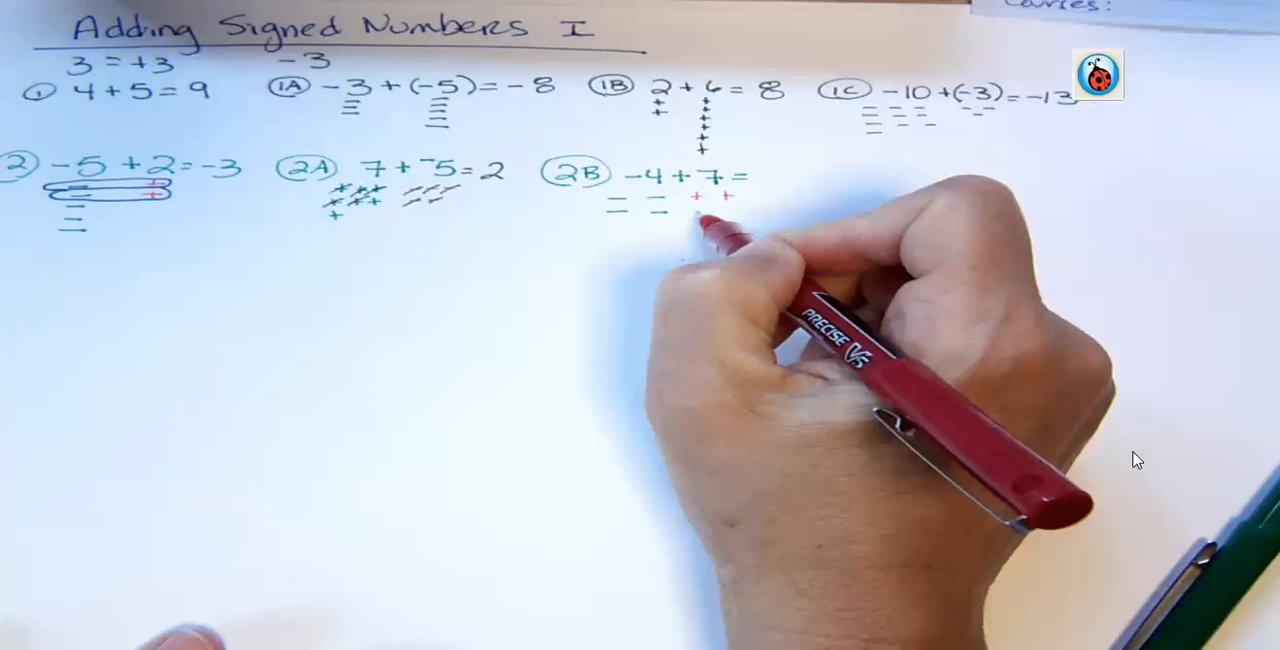 Courses:
Adding Signed Numbers I
3 = +3 -3
① 4 + 5 = 9 (1A) -3 + (-5) = -8 (1B) 2 + 6 = 8 (1C) -10 + (-3) = -13
2) -5 + 2 = -3 (2A) 7 + ⁻5 = 2 (2B) -4 + 7 =
PRECISE V5